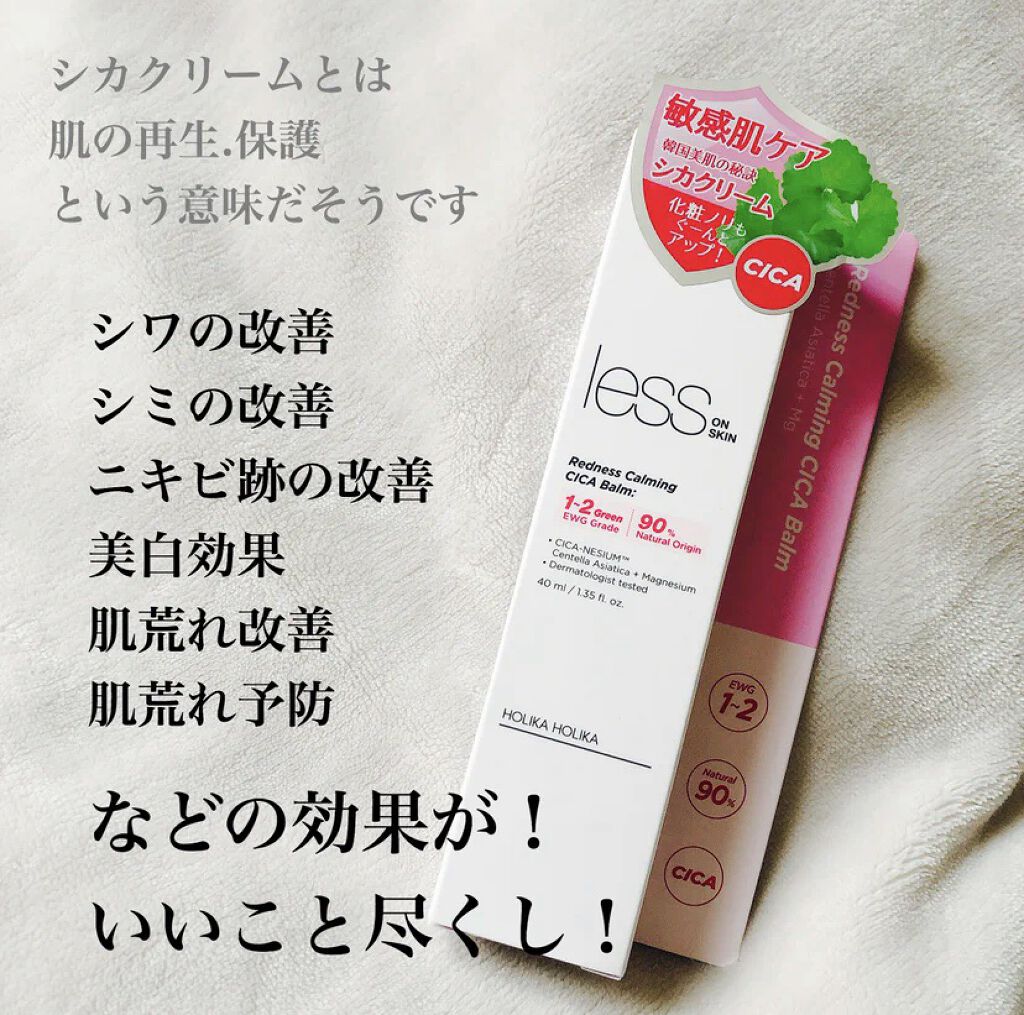 シカクリームとは
肌の再生.保護
という意味だそうです
シワの改善
シミの改善
ニキビ跡の改善
美白効果
肌荒れ改善
肌荒れ予防
などの効果が！
いいこと尽くし！
敏感肌ケア
韓国美肌の秘訣
シカクリーム
化粧ノリも
ぐーんと
アップ！
CICA
less ON
SKIN
Redness Calming
CICA Balm:
1~2 Green
EWG Grade
90%
Natural Origin
• CICA-NESIUM™
Centella Asiatica + Magnesium
• Dermatologist tested
40 ml / 1.35 fl. oz.
HOLIKA HOLIKA
Redness Calming CICA Balm
Centella Asiatica + Mg
EWG
1~2
Natural
90%
CICA